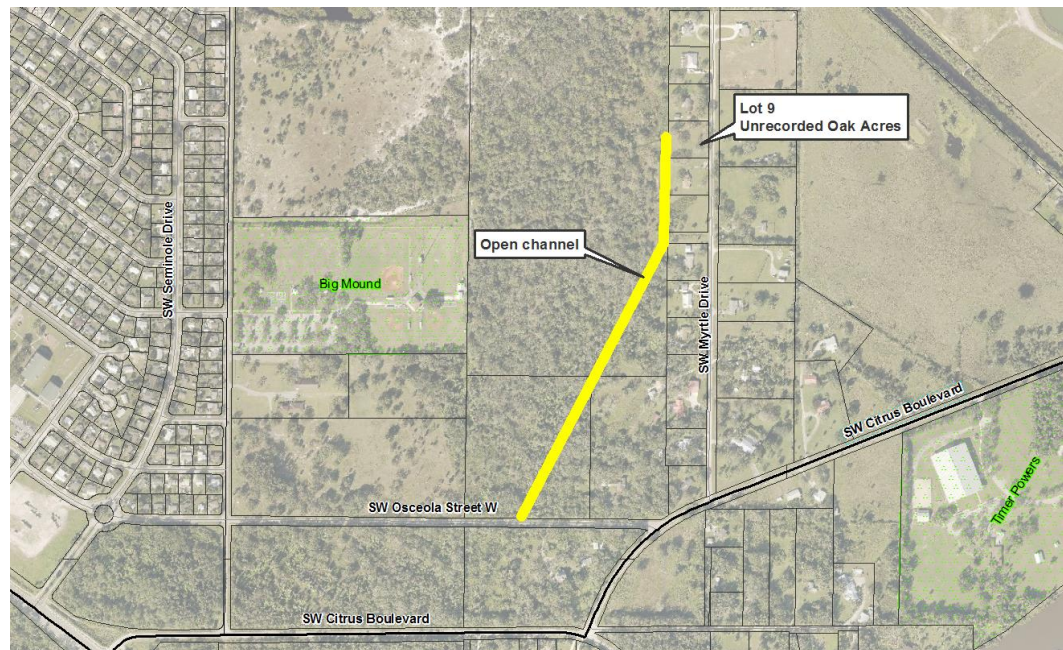 Lot 9
Unrecorded Oak Acres
Open channel
SW Seminole Drive
Big Mound
SW Myrtle Drive
SW Citrus Boulevard
Timer Powers
SW Osceola Street W
SW Citrus Boulevard